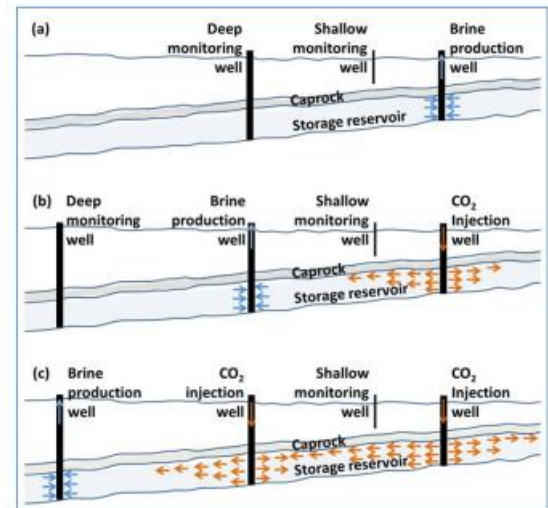 (a)
Deep
monitoring
well
Shallow
monitoring
well
Brine
production
well
Caprock
Storage reservoir
(b)
Deep
monitoring
well
Brine
production
well
Shallow
monitoring
well
CO₂
Injection
well
Caprock
Storage reservoir
(c)
Brine
production
well
CO₂
injection
well
Shallow
monitoring
well
CO₂
Injection
well
Caprock
Storage reservoir